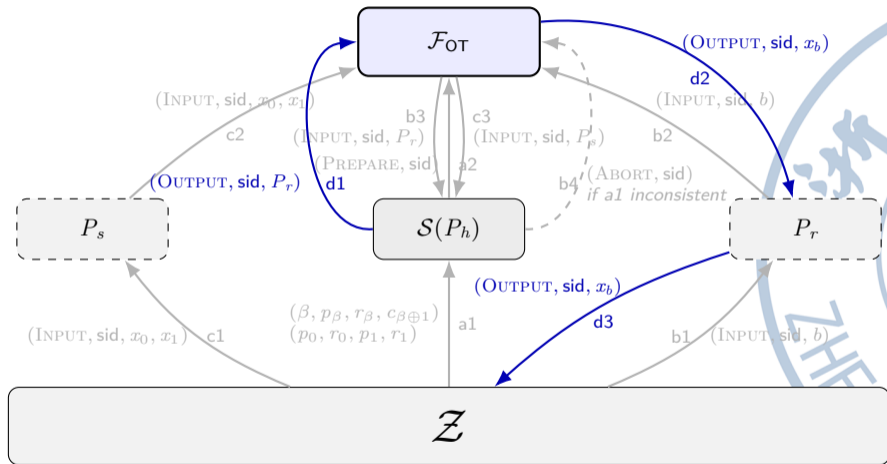 𝓕_OT
(OUTPUT, sid, x_b)
d2
(INPUT, sid, x_0, x_1)
c2
b3
c3
(INPUT, sid, b)
b2
(INPUT, sid, P_r)
(INPUT, sid, P_s)
(PREPARE, sid)
a2
(OUTPUT, sid, P_r)
d1
b4
(ABORT, sid)
if a1 inconsistent
P_s
𝒮(P_h)
P_r
(OUTPUT, sid, x_b)
d3
(INPUT, sid, x_0, x_1)
c1
(β, p_β, r_β, c_{β⊕1})
(p_0, r_0, p_1, r_1)
a1
b1
(INPUT, sid, b)
𝒵
浙
ZHE